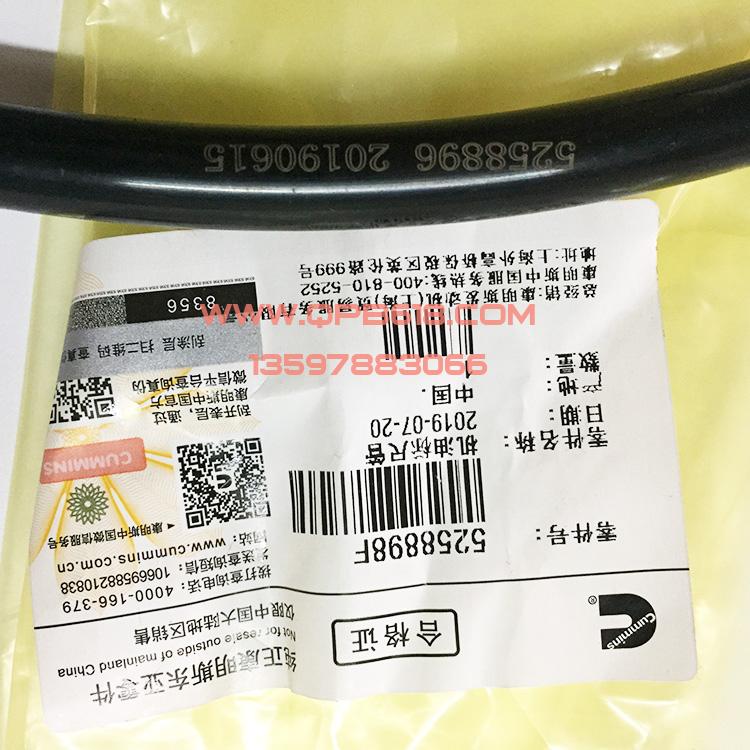 WWW.QPB618.COM
13597883066
5258896 20190615
Cummins
合格证
纯正康明斯东亚零件
Not for resale outside of mainland China
仅限中国大陆地区销售
零件号:
5258898F
零件名称: 机油标尺管
日期: 2019-07-20
产地: 中国.
数量: 1
总经销:康明斯发动机(上海)贸易服务有限
康明斯中国服务热线:400-810-5252
地址:上海外高桥保税区英伦路999号
拨打查询电话: 4000-166-379
发送查询短信: 1066958821083​8
网站: www.cummins.com.cn
◀康明斯中国微信服务号
CUMMINS
刮开表层,通过
康明斯中国官方
微信平台查询真伪
刮涂层 扫二维码 查真
8356